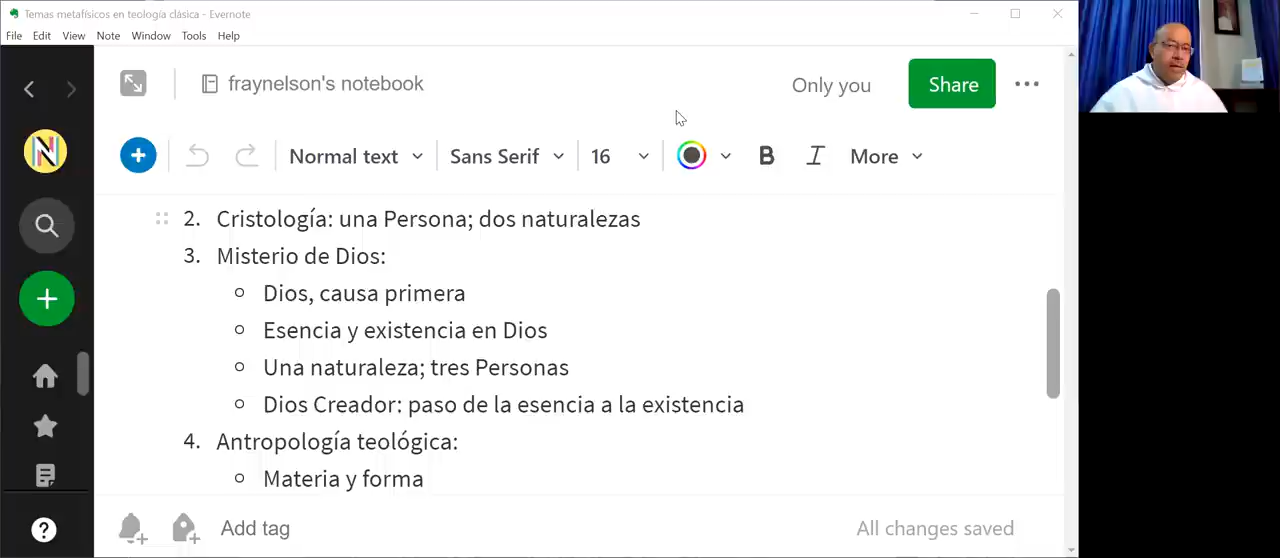 Temas metafísicos en teología clásica - Evernote
File Edit View Note Window Tools Help
fraynelson's notebook
Only you
Share
Normal text
Sans Serif
16
B
I
More
N
2. Cristología: una Persona; dos naturalezas
3. Misterio de Dios:
Dios, causa primera
Esencia y existencia en Dios
Una naturaleza; tres Personas
Dios Creador: paso de la esencia a la existencia
4. Antropología teológica:
Materia y forma
Add tag
All changes saved